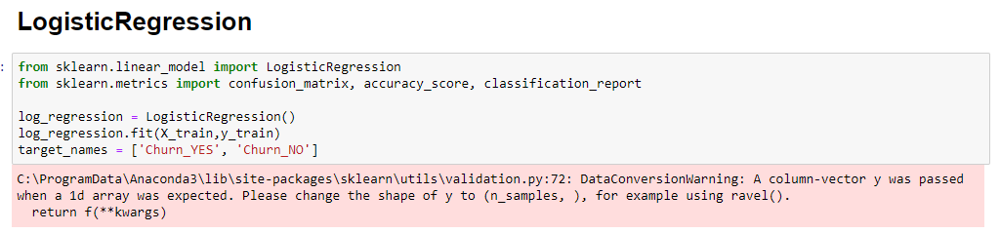 LogisticRegression
:
from sklearn.linear_model import LogisticRegression
from sklearn.metrics import confusion_matrix, accuracy_score, classification_report
log_regression = LogisticRegression()
log_regression.fit(X_train,y_train)
target_names = ['Churn_YES', 'Churn_NO']
C:\ProgramData\Anaconda3\lib\site-packages\sklearn\utils\validation.py:72: DataConversionWarning: A column-vector y was passed
when a 1d array was expected. Please change the shape of y to (n_samples, ), for example using ravel().
  return f(**kwargs)